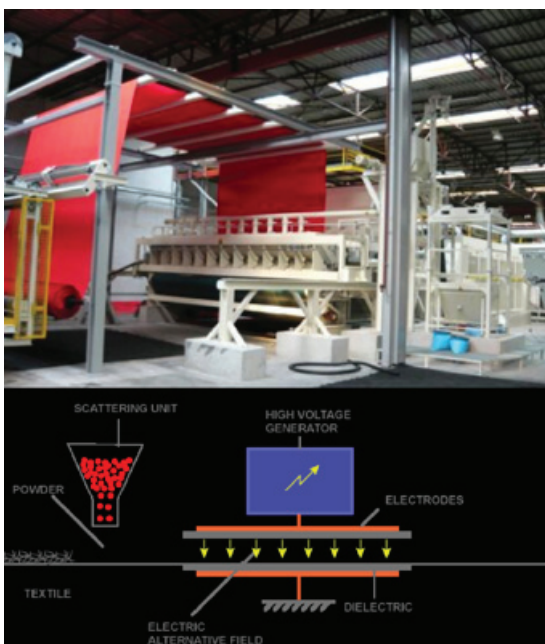 SCATTERING UNIT
HIGH VOLTAGE
GENERATOR
POWDER
ELECTRODES
TEXTILE
DIELECTRIC
ELECTRIC
ALTERNATIVE FIELD